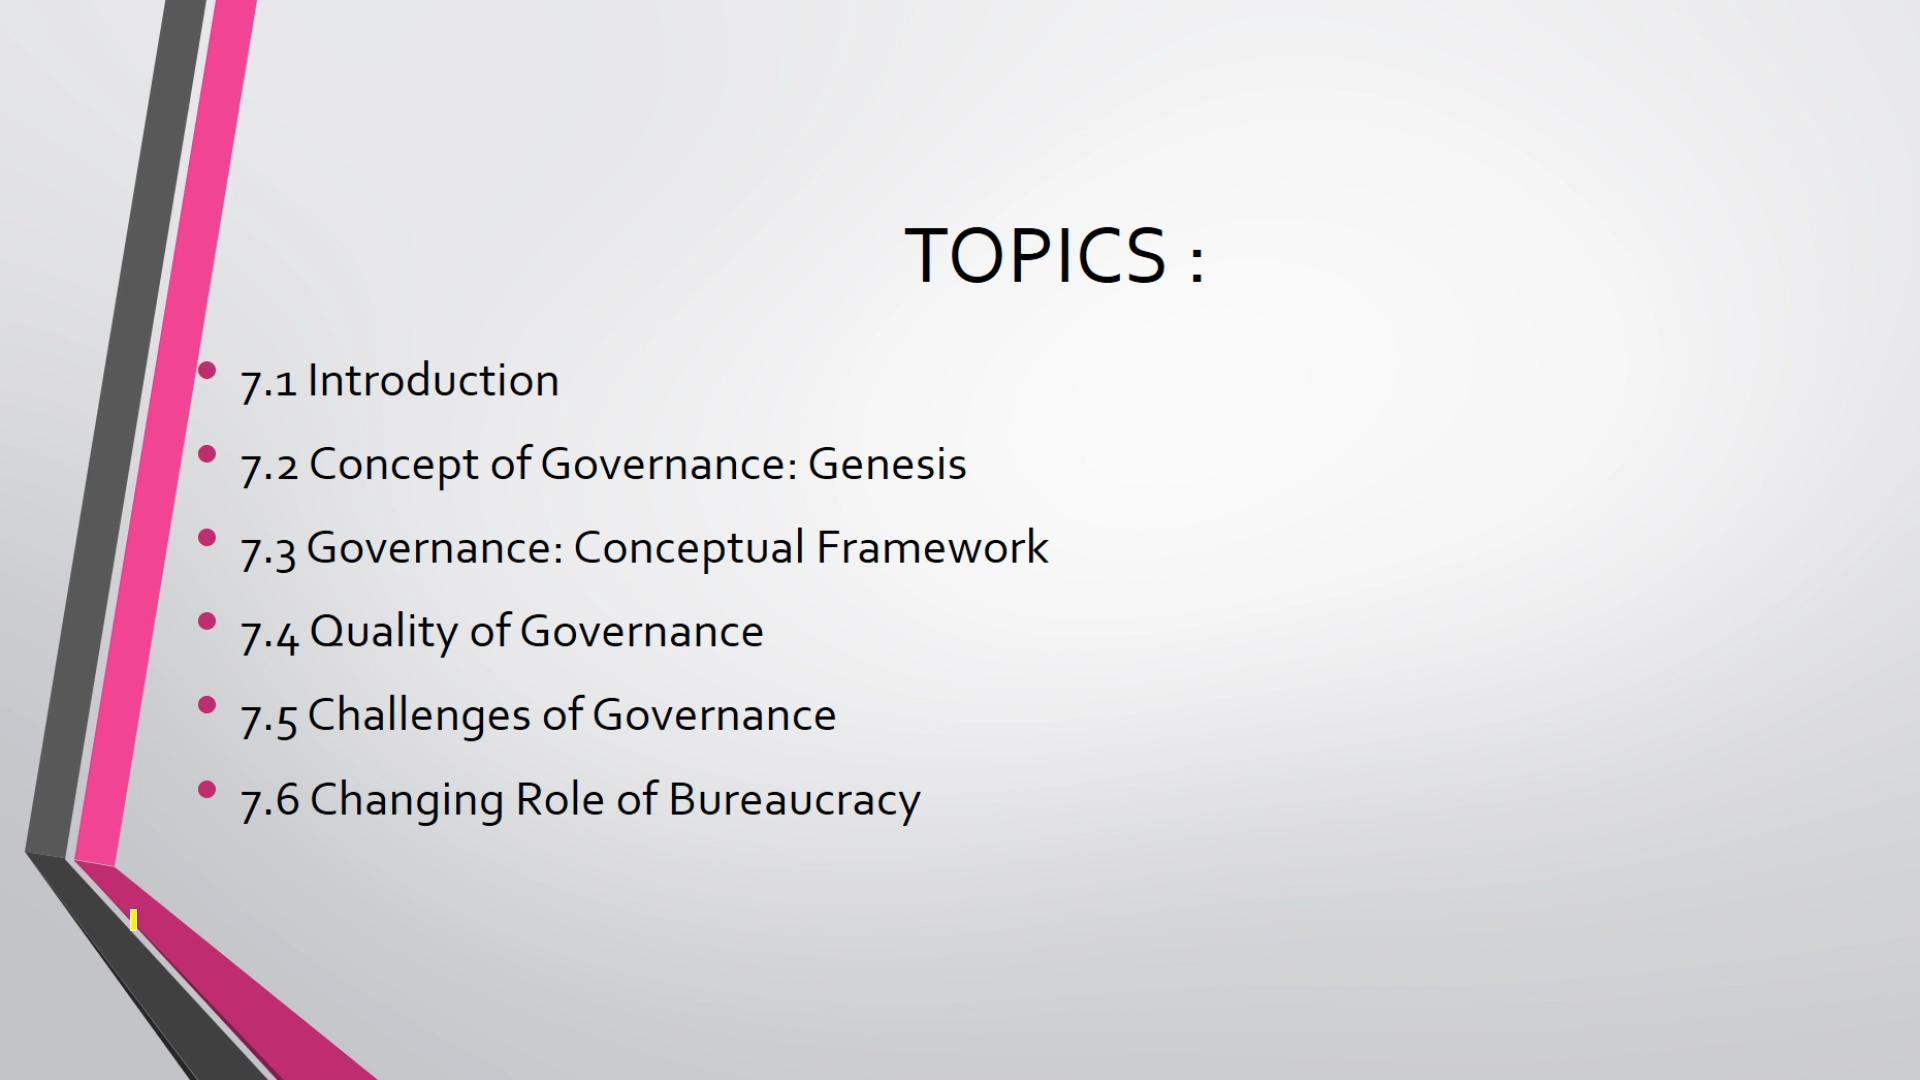 TOPICS :
• 7.1 Introduction
• 7.2 Concept of Governance: Genesis
• 7.3 Governance: Conceptual Framework
• 7.4 Quality of Governance
• 7.5 Challenges of Governance
• 7.6 Changing Role of Bureaucracy